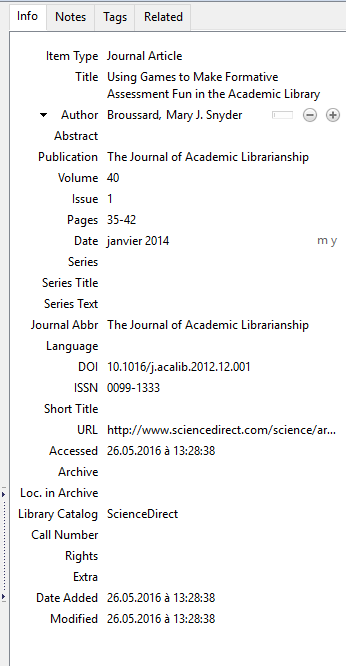 Info Notes Tags Related
Item Type Journal Article
Title Using Games to Make Formative
Assessment Fun in the Academic Library
Author Broussard, Mary J. Snyder
Abstract
Publication The Journal of Academic Librarianship
Volume 40
Issue 1
Pages 35-42
Date janvier 2014 m y
Series
Series Title
Series Text
Journal Abbr The Journal of Academic Librarianship
Language
DOI 10.1016/j.acalib.2012.12.001
ISSN 0099-1333
Short Title
URL http://www.sciencedirect.com/science/ar...
Accessed 26.05.2016 à 13:28:38
Archive
Loc. in Archive
Library Catalog ScienceDirect
Call Number
Rights
Extra
Date Added 26.05.2016 à 13:28:38
Modified 26.05.2016 à 13:28:38